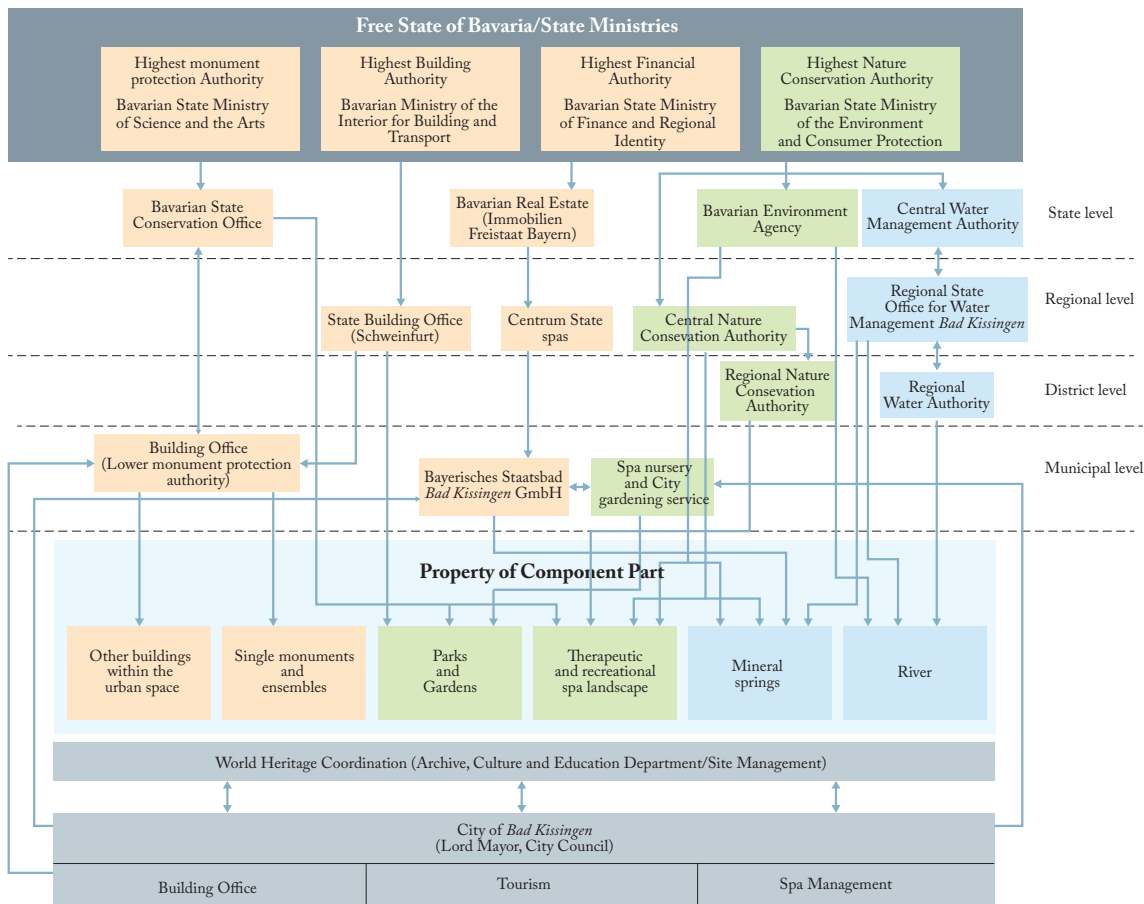 Free State of Bavaria/State Ministries
Highest monument
protection Authority
Bavarian State Ministry
of Science and the Arts
Highest Building
Authority
Bavarian Ministry of the
Interior for Building and
Transport
Highest Financial
Authority
Bavarian State Ministry
of Finance and Regional
Identity
Highest Nature
Conservation Authority
Bavarian State Ministry
of the Environment
and Consumer Protection
Bavarian State
Conservation Office
Bavarian Real Estate
(Immobilien
Freistaat Bayern)
Bavarian Environment
Agency
Central Water
Management Authority
State level
State Building Office
(Schweinfurt)
Centrum State
spas
Central Nature
Consevation Authority
Regional State
Office for Water
Management Bad Kissingen
Regional level
Regional Nature
Consevation
Authority
Regional
Water Authority
District level
Building Office
(Lower monument protection
authority)
Bayerisches Staatsbad
Bad Kissingen GmbH
Spa nursery
and City
gardening service
Municipal level
Property of Component Part
Other buildings
within the
urban space
Single monuments
and
ensembles
Parks
and
Gardens
Therapeutic
and recreational
spa landscape
Mineral
springs
River
World Heritage Coordination (Archive, Culture and Education Department/Site Management)
City of Bad Kissingen
(Lord Mayor, City Council)
Building Office
Tourism
Spa Management